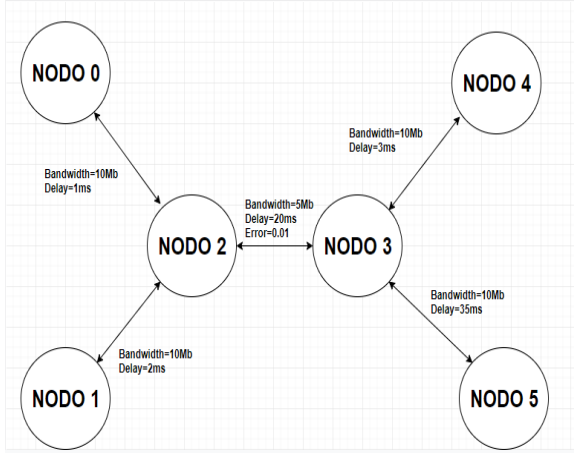 NODO 0
NODO 4
Bandwidth=10Mb
Delay=3ms
Bandwidth=10Mb
Delay=1ms
Bandwidth=5Mb
Delay=20ms
Error=0.01
NODO 2
NODO 3
Bandwidth=10Mb
Delay=35ms
Bandwidth=10Mb
Delay=2ms
NODO 1
NODO 5